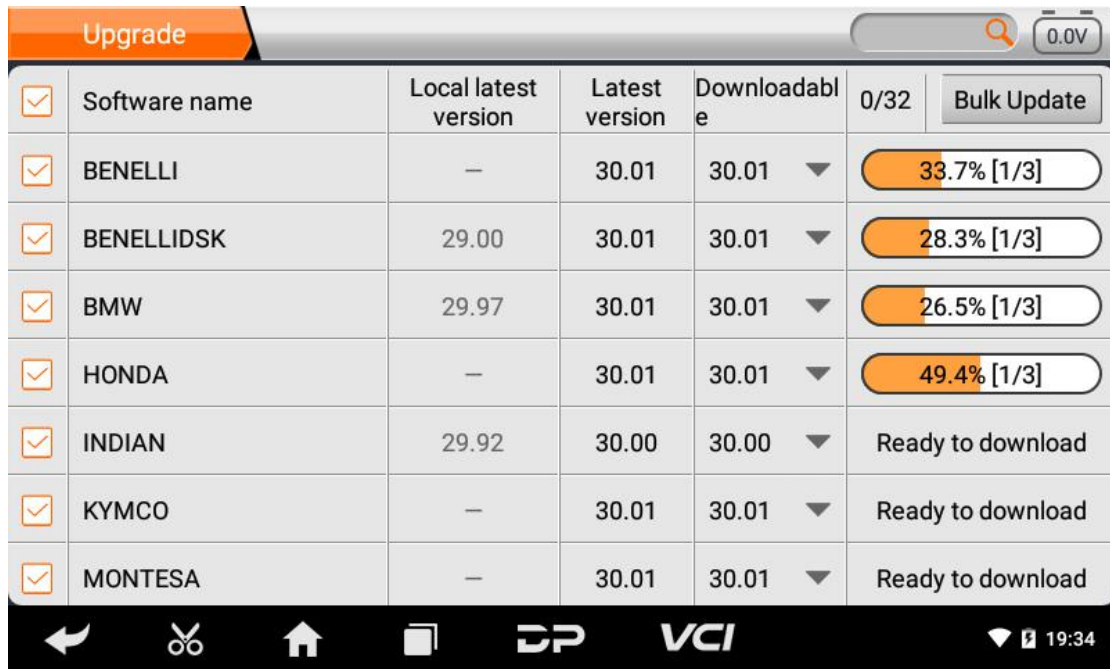 Upgrade
0.0V
Software name
Local latest
version
Latest
version
Downloadabl
e
0/32
Bulk Update
BENELLI — 30.01 30.01 33.7% [1/3]
BENELLIDSK 29.00 30.01 30.01 28.3% [1/3]
BMW 29.97 30.01 30.01 26.5% [1/3]
HONDA — 30.01 30.01 49.4% [1/3]
INDIAN 29.92 30.00 30.00 Ready to download
KYMCO — 30.01 30.01 Ready to download
MONTESA — 30.01 30.01 Ready to download
DP VCI 19:34